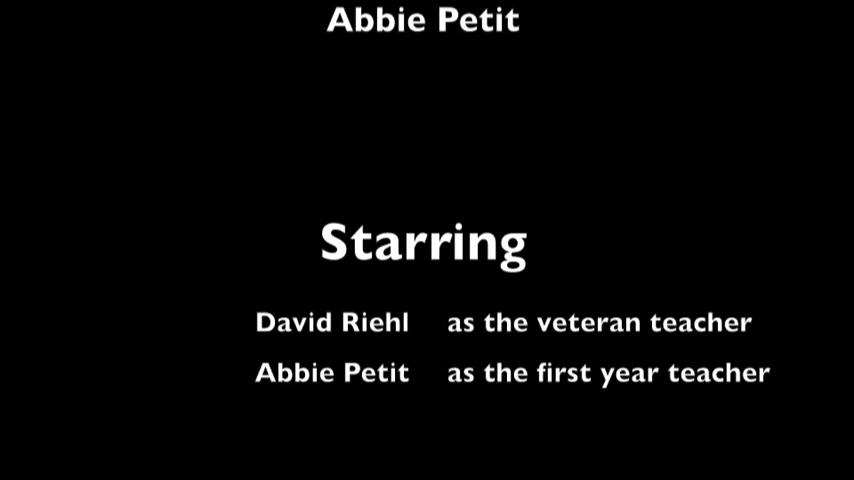 Abbie Petit
Starring
David Riehl as the veteran teacher
Abbie Petit as the first year teacher